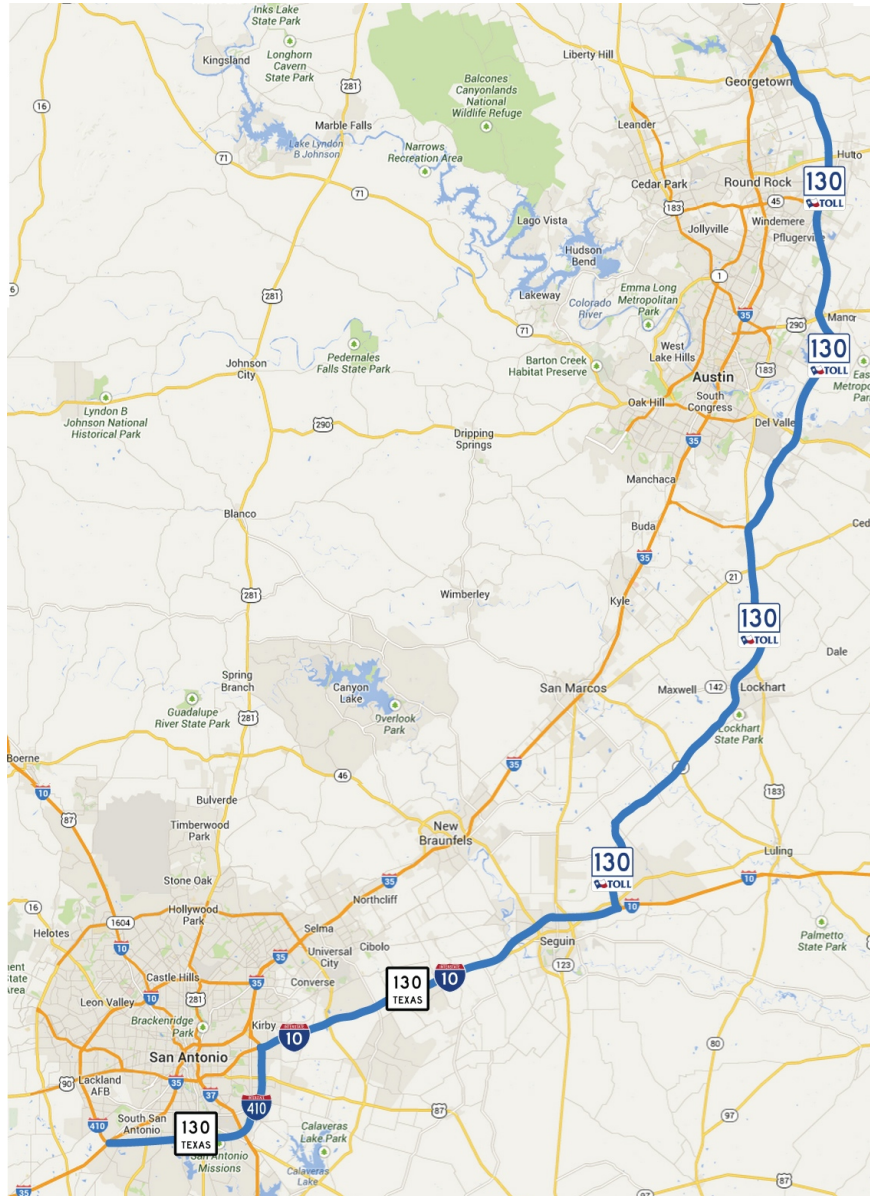 Inks Lake
State Park
Kingsland
Longhorn
Cavern
State Park
281
16
Liberty Hill
Georgetown
Balcones
Canyonlands
National
Wildlife Refuge
Marble Falls
Leander
Lake Lyndon
B Johnson
Narrows
Recreation Area
71
Hutto
71
Cedar Park
Round Rock
130
TOLL
183
45
Lago Vista
Windemere
Jollyville
Pflugerville
Hudson
Bend
1
6
281
Lakeway
Emma Long
Metropolitan
Park
Colorado
River
35
Manor
290
71
Pedernales
Falls State Park
West
Lake Hills
130
TOLL
Johnson
City
Barton Creek
Habitat Preserve
183
Austin
Lyndon B
Johnson National
Historical Park
Oak Hill
South
Congress
290
Dripping
Springs
Del Valle
35
Manchaca
Blanco
Buda
35
21
281
Wimberley
Kyle
130
TOLL
Dale
Spring
Branch
Canyon
Lake
San Marcos
Maxwell
142
Lockhart
Guadalupe
River State Park
281
Overlook
Park
Lockhart
State Park
Boerne
35
46
10
183
Bulverde
87
Timberwood
Park
New
Braunfels
130
TOLL
Luling
Stone Oak
35
10
Northcliff
16
Hollywood
Park
10
1604
Selma
Helotes
Palmetto
State Park
10
35
Universal
City
Cibolo
Seguin
123
Castle Hills
Converse
35
130
TEXAS
10
Leon Valley
10
281
Brackenridge
Park
Kirby
10
80
San Antonio
90
Lackland
AFB
35
37
410
87
97
410
South San
Antonio
130
TEXAS
Calaveras
Lake Park
San Antonio
Missions
Calaveras
Lake
87
35